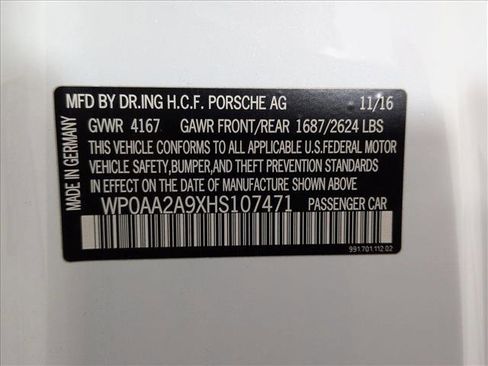 MFD BY DR.ING H.C.F. PORSCHE AG 11/16
GVWR 4167 GAWR FRONT/REAR 1687/2624 LBS
THIS VEHICLE CONFORMS TO ALL APPLICABLE U.S.FEDERAL MOTOR
VEHICLE SAFETY,BUMPER,AND THEFT PREVENTION STANDARDS
IN EFFECT ON THE DATE OF MANUFACTURE SHOWN ABOVE.
WP0AA2A9XHS107471 PASSENGER CAR
991.701.112.02
MADE IN GERMANY